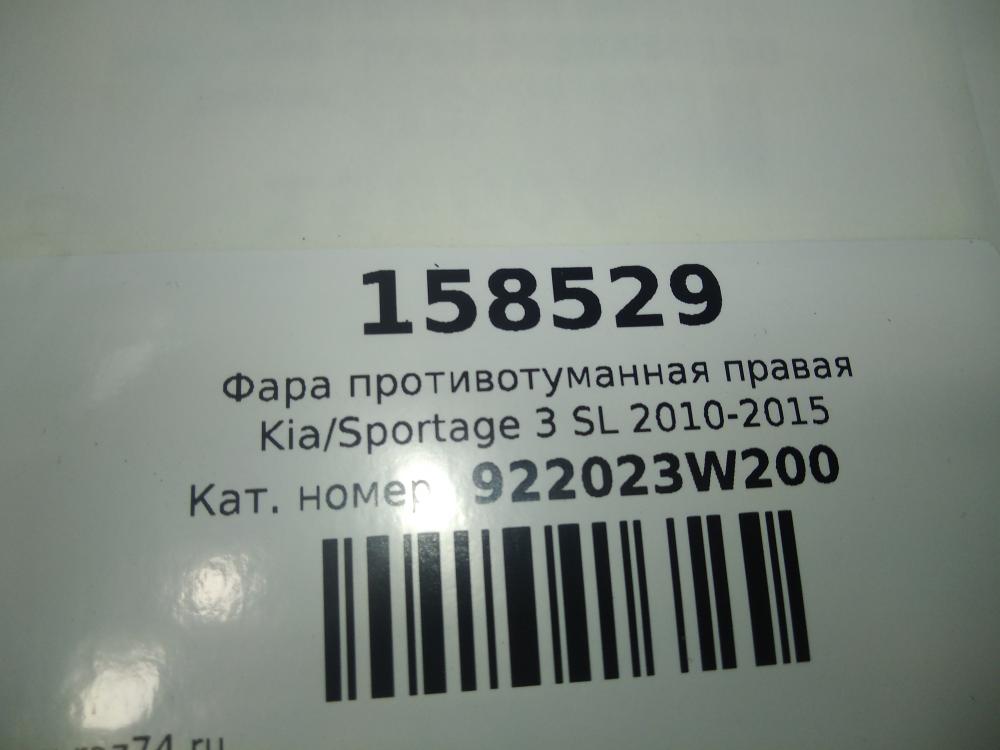 158529
Фара противотуманная правая
Kia/Sportage 3 SL 2010-2015
Кат. номер 922023W200